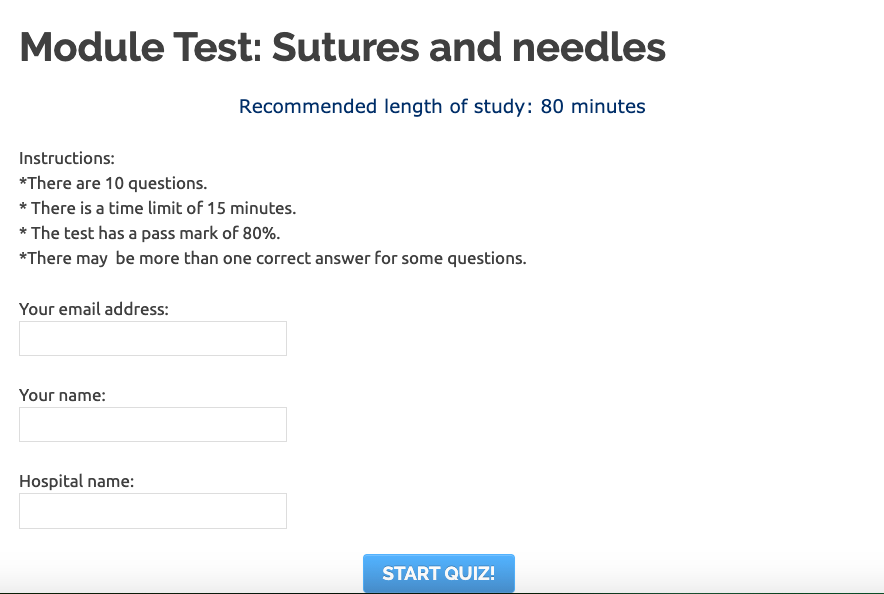 Module Test: Sutures and needles
Recommended length of study: 80 minutes
Instructions:
*There are 10 questions.
* There is a time limit of 15 minutes.
* The test has a pass mark of 80%.
*There may  be more than one correct answer for some questions.
Your email address:
Your name:
Hospital name:
START QUIZ!